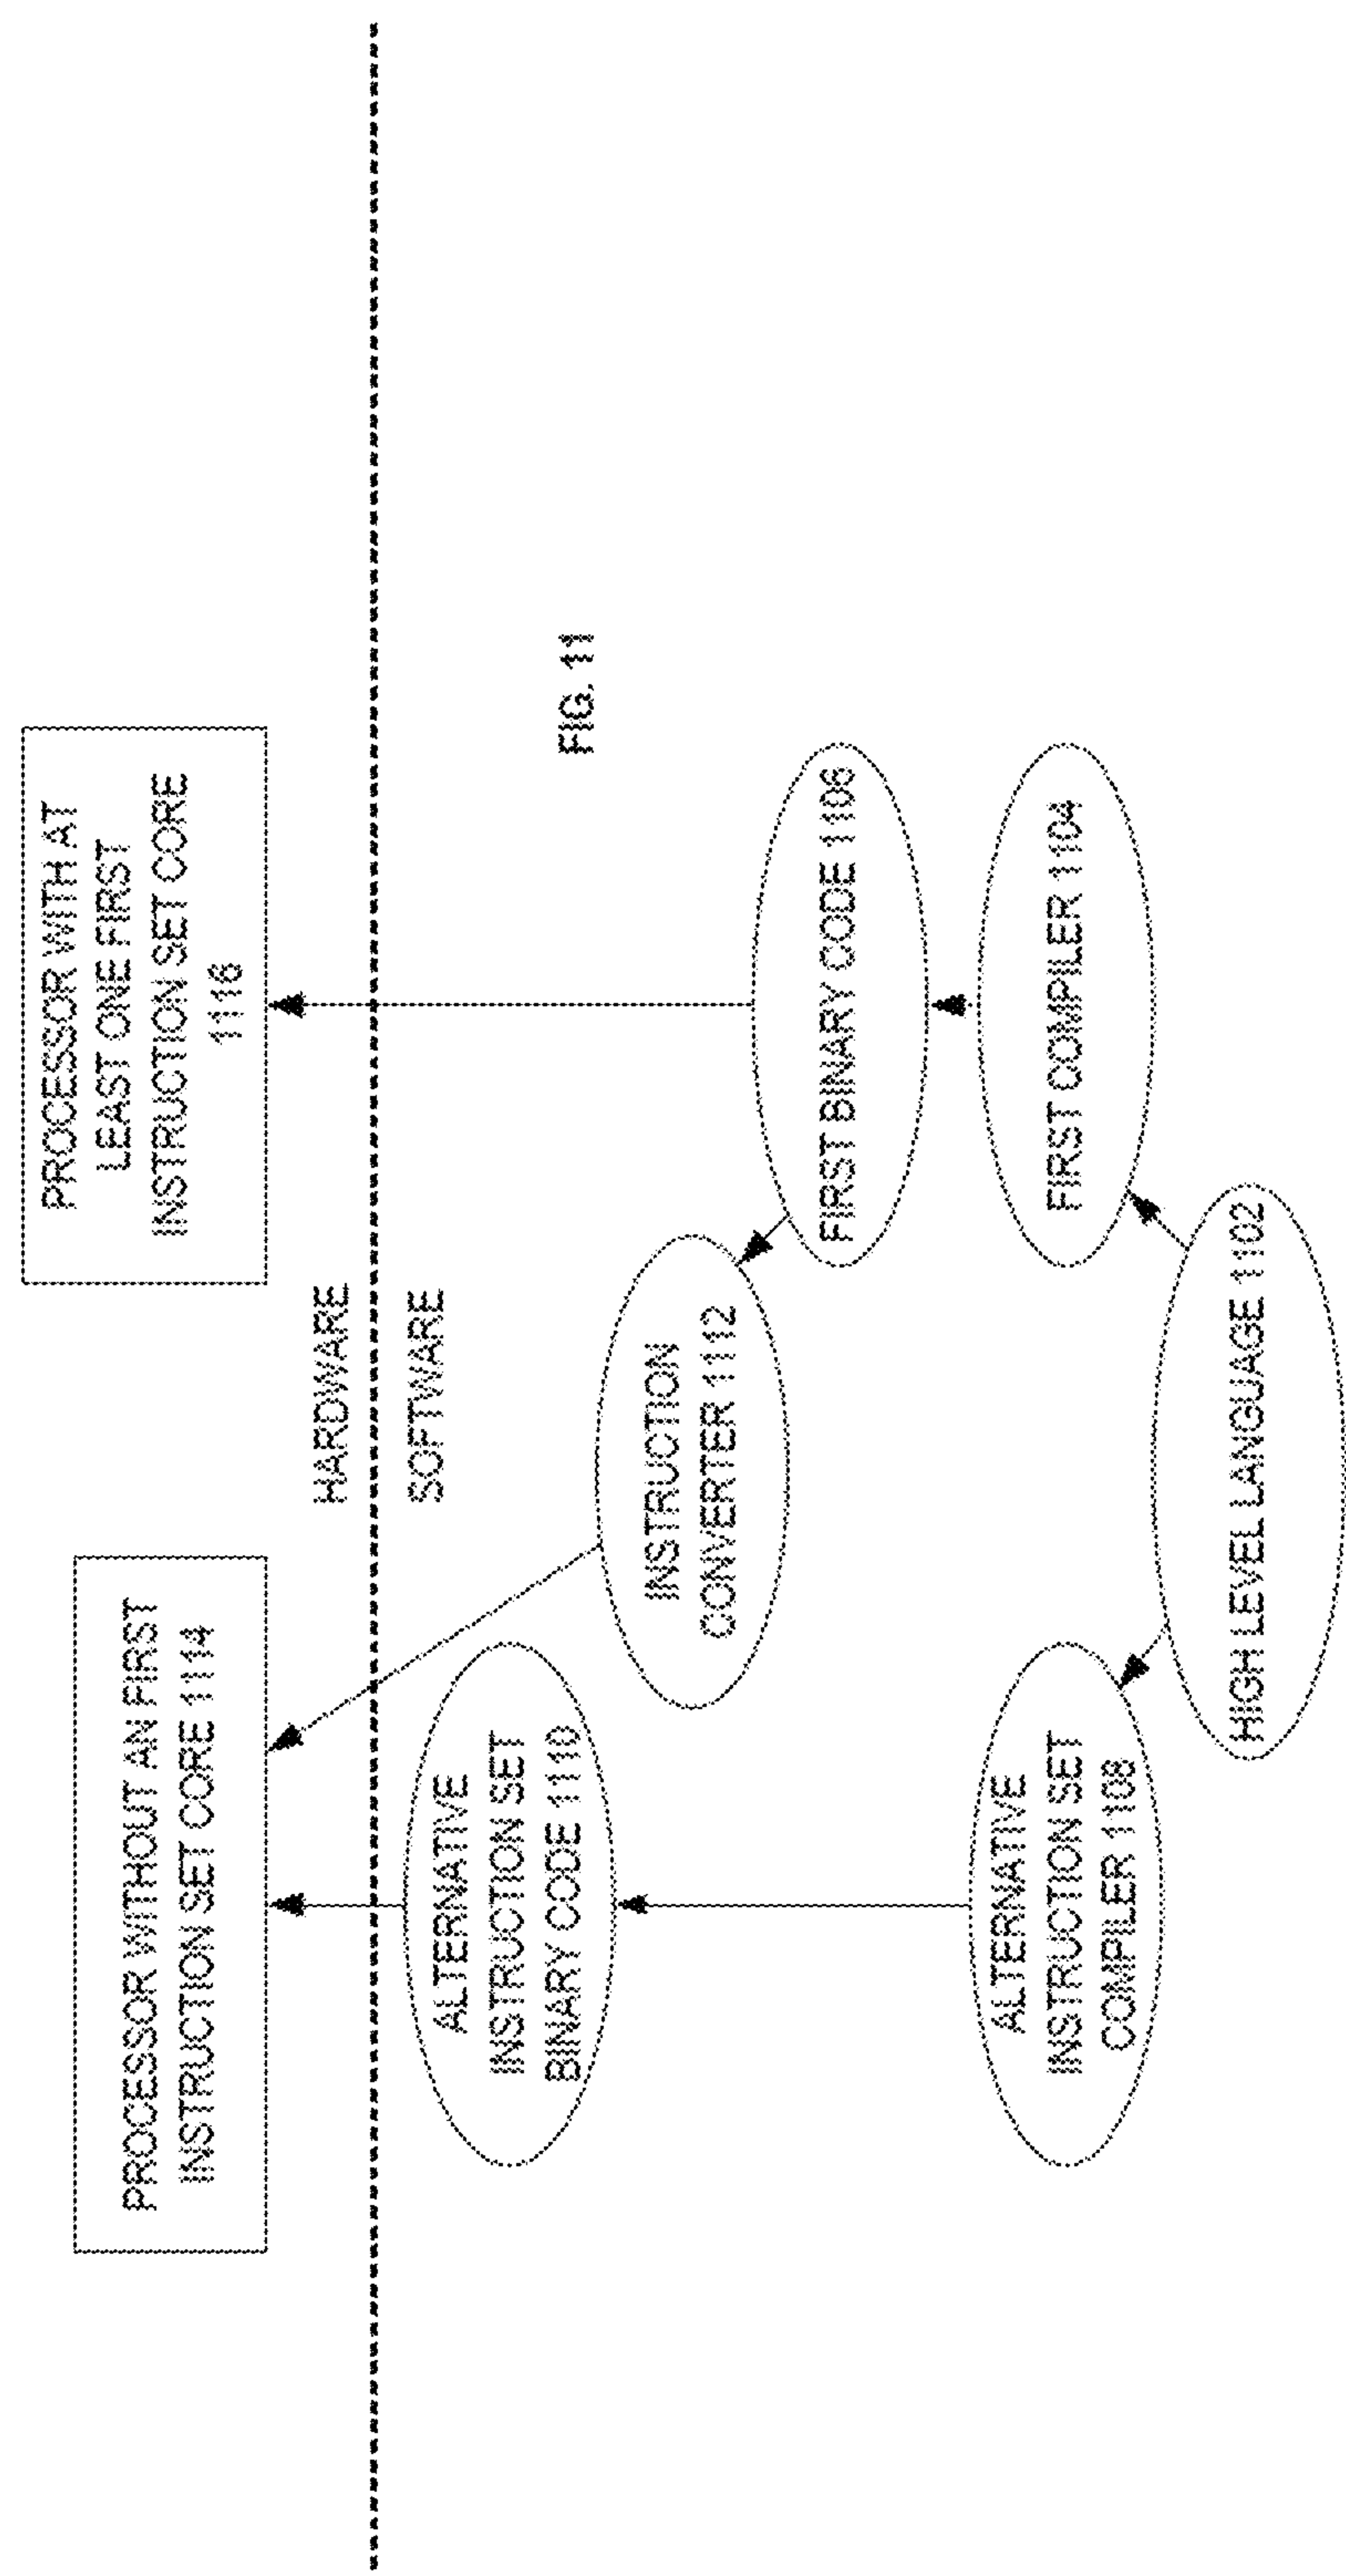 PROCESSOR WITHOUT AN FIRST
INSTRUCTION SET CORE 1114
PROCESSOR WITH AT
LEAST ONE FIRST
INSTRUCTION SET CORE
1116
HARDWARE
SOFTWARE
ALTERNATIVE
INSTRUCTION SET
BINARY CODE 1110
INSTRUCTION
CONVERTER 1112
FIG. 11
FIRST BINARY CODE 1106
ALTERNATIVE
INSTRUCTION SET
COMPILER 1108
FIRST COMPILER 1104
HIGH LEVEL LANGUAGE 1102